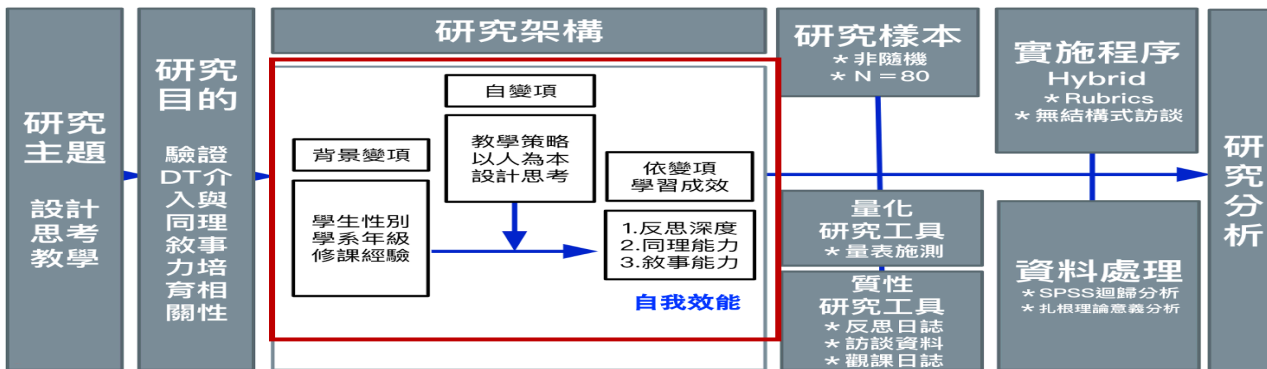 研究
主題
設計
思考
教學
研究
目的
驗證
DT介
入與
同理
敘事
力培
育相
關性
研究架構
自變項
教學策略
以人為本
設計思考
背景變項
學生性別
學系年級
修課經驗
依變項
學習成效
1.反思深度
2.同理能力
3.敘事能力
自我效能
研究樣本
*非隨機
*N=80
量化
研究工具
*量表施測
質性
研究工具
*反思日誌
*訪談資料
*觀課日誌
實施程序
Hybrid
*Rubrics
*無結構式訪談
資料處理
*SPSS迴歸分析
*扎根理論意義分析
研
究
分
析